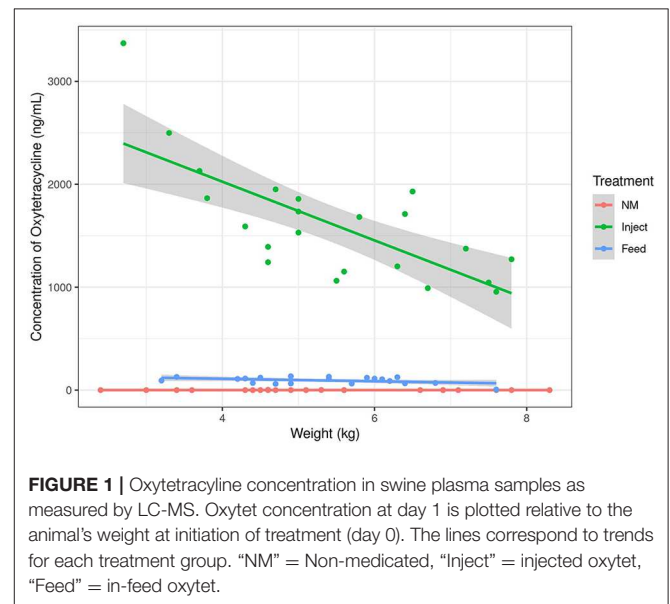 3000
2000
1000
0
Concentration of Oxytetracycline (ng/mL)
4
6
8
Weight (kg)
Treatment
NM
Inject
Feed
FIGURE 1 | Oxytetracyline concentration in swine plasma samples as
measured by LC-MS. Oxytet concentration at day 1 is plotted relative to the
animal's weight at initiation of treatment (day 0). The lines correspond to trends
for each treatment group. "NM" = Non-medicated, "Inject" = injected oxytet,
"Feed" = in-feed oxytet.